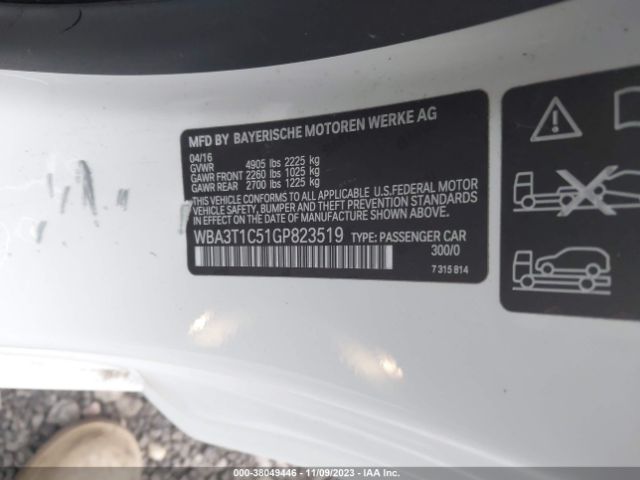 MFD BY BAYERISCHE MOTOREN WERKE AG
04/16
GVWR 4905 lbs 2225 kg
GAWR FRONT 2260 lbs 1025 kg
GAWR REAR 2700 lbs 1225 kg
THIS VEHICLE CONFORMS TO ALL APPLICABLE U.S.FEDERAL MOTOR
VEHICLE SAFETY, BUMPER AND THEFT PREVENTION STANDARDS
IN EFFECT ON THE DATE OF MANUFACTURE SHOWN ABOVE.
WBA3T1C51GP823519 TYPE: PASSENGER CAR
300/0
7 315 814
000-38049446 - 11/09/2023 - IAA Inc.